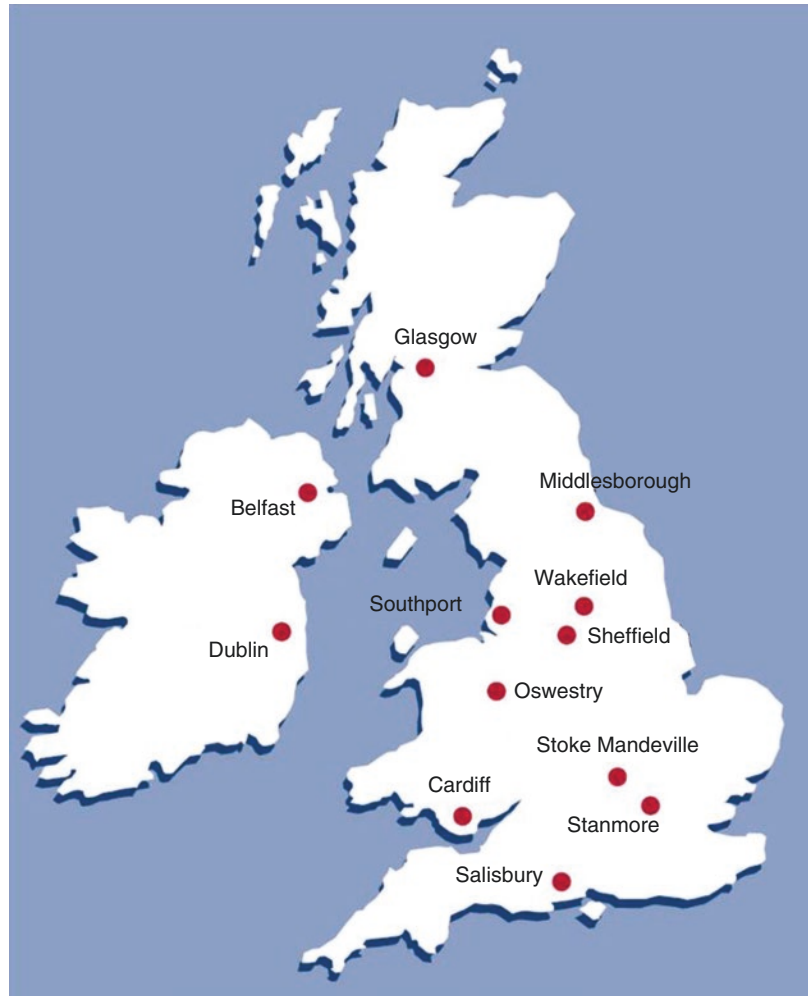 Glasgow
Middlesborough
Belfast
Wakefield
Southport
Sheffield
Dublin
Oswestry
Stoke Mandeville
Cardiff
Stanmore
Salisbury